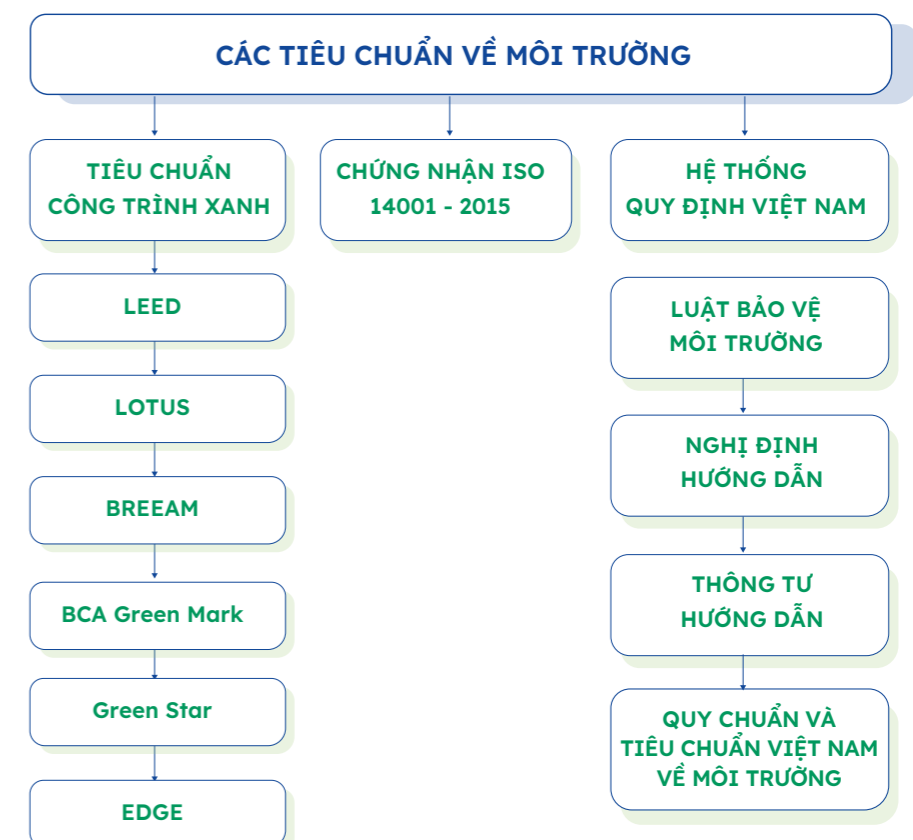 CÁC TIÊU CHUẨN VỀ MÔI TRƯỜNG
TIÊU CHUẨN
CÔNG TRÌNH XANH
LEED
LOTUS
BREEAM
BCA Green Mark
Green Star
EDGE
CHỨNG NHẬN ISO
14001 - 2015
HỆ THỐNG
QUY ĐỊNH VIỆT NAM
LUẬT BẢO VỆ
MÔI TRƯỜNG
NGHỊ ĐỊNH
HƯỚNG DẪN
THÔNG TƯ
HƯỚNG DẪN
QUY CHUẨN VÀ
TIÊU CHUẨN VIỆT NAM
VỀ MÔI TRƯỜNG